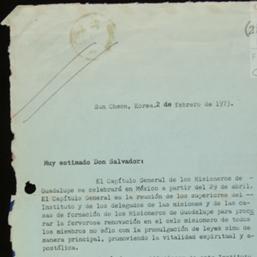 Sun Cheon, Korea, 2 de febrero de 1973.
Muy estimado Don Salvador:
El Capítulo General de los Misioneros de -
Guadalupe se celebrará en México a partir del 29 de abril.
El Capítulo General es la reunión de los superiores del --
Instituto y de los delegados de las misiones y de las ca-
sas de formación de los Misioneros de Guadalupe para procu-
rar la fervorosa renovación en el celo misionero de todos
los miembros no sólo con la promulgación de leyes sino de
manera principal, promoviendo la vitalidad espiritual y a-
postólica.